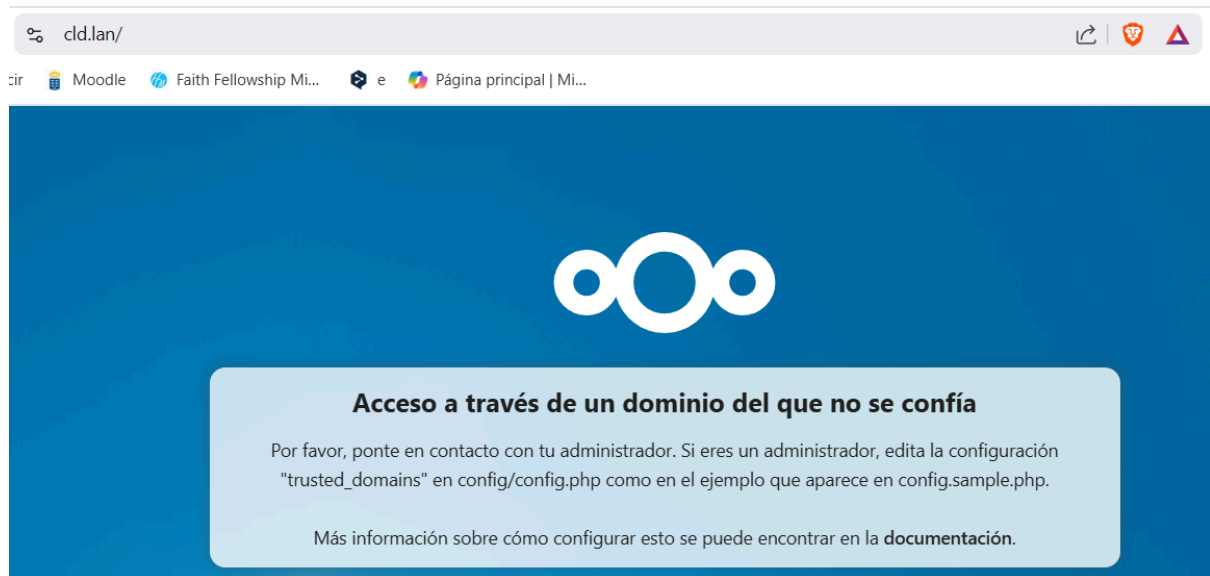 cld.lan/
cir Moodle Faith Fellowship Mi... e Página principal | Mi...
Acceso a través de un dominio del que no se confía
Por favor, ponte en contacto con tu administrador. Si eres un administrador, edita la configuración
"trusted_domains" en config/config.php como en el ejemplo que aparece en config.sample.php.
Más información sobre cómo configurar esto se puede encontrar en la documentación.